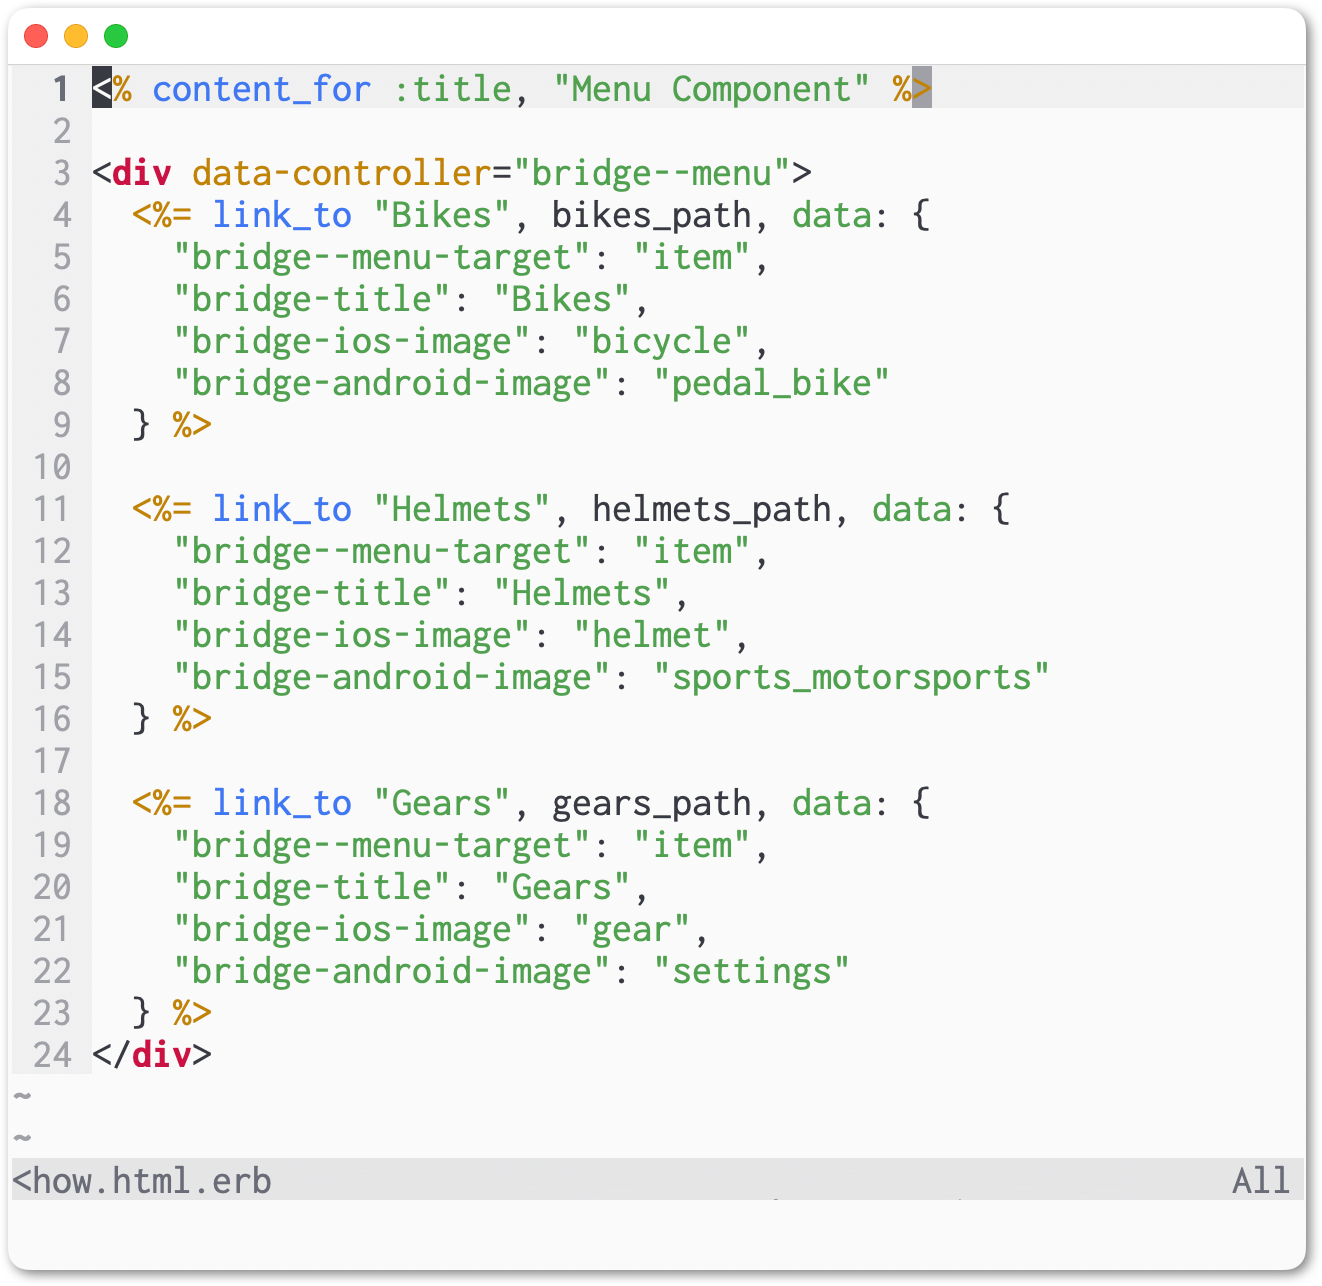 1 <% content_for :title, "Menu Component" %>
2
3 <div data-controller="bridge--menu">
4   <%= link_to "Bikes", bikes_path, data: {
5     "bridge--menu-target": "item",
6     "bridge-title": "Bikes",
7     "bridge-ios-image": "bicycle",
8     "bridge-android-image": "pedal_bike"
9   } %>
10
11   <%= link_to "Helmets", helmets_path, data: {
12     "bridge--menu-target": "item",
13     "bridge-title": "Helmets",
14     "bridge-ios-image": "helmet",
15     "bridge-android-image": "sports_motorsports"
16   } %>
17
18   <%= link_to "Gears", gears_path, data: {
19     "bridge--menu-target": "item",
20     "bridge-title": "Gears",
21     "bridge-ios-image": "gear",
22     "bridge-android-image": "settings"
23   } %>
24 </div>
~
~
<how.html.erb All